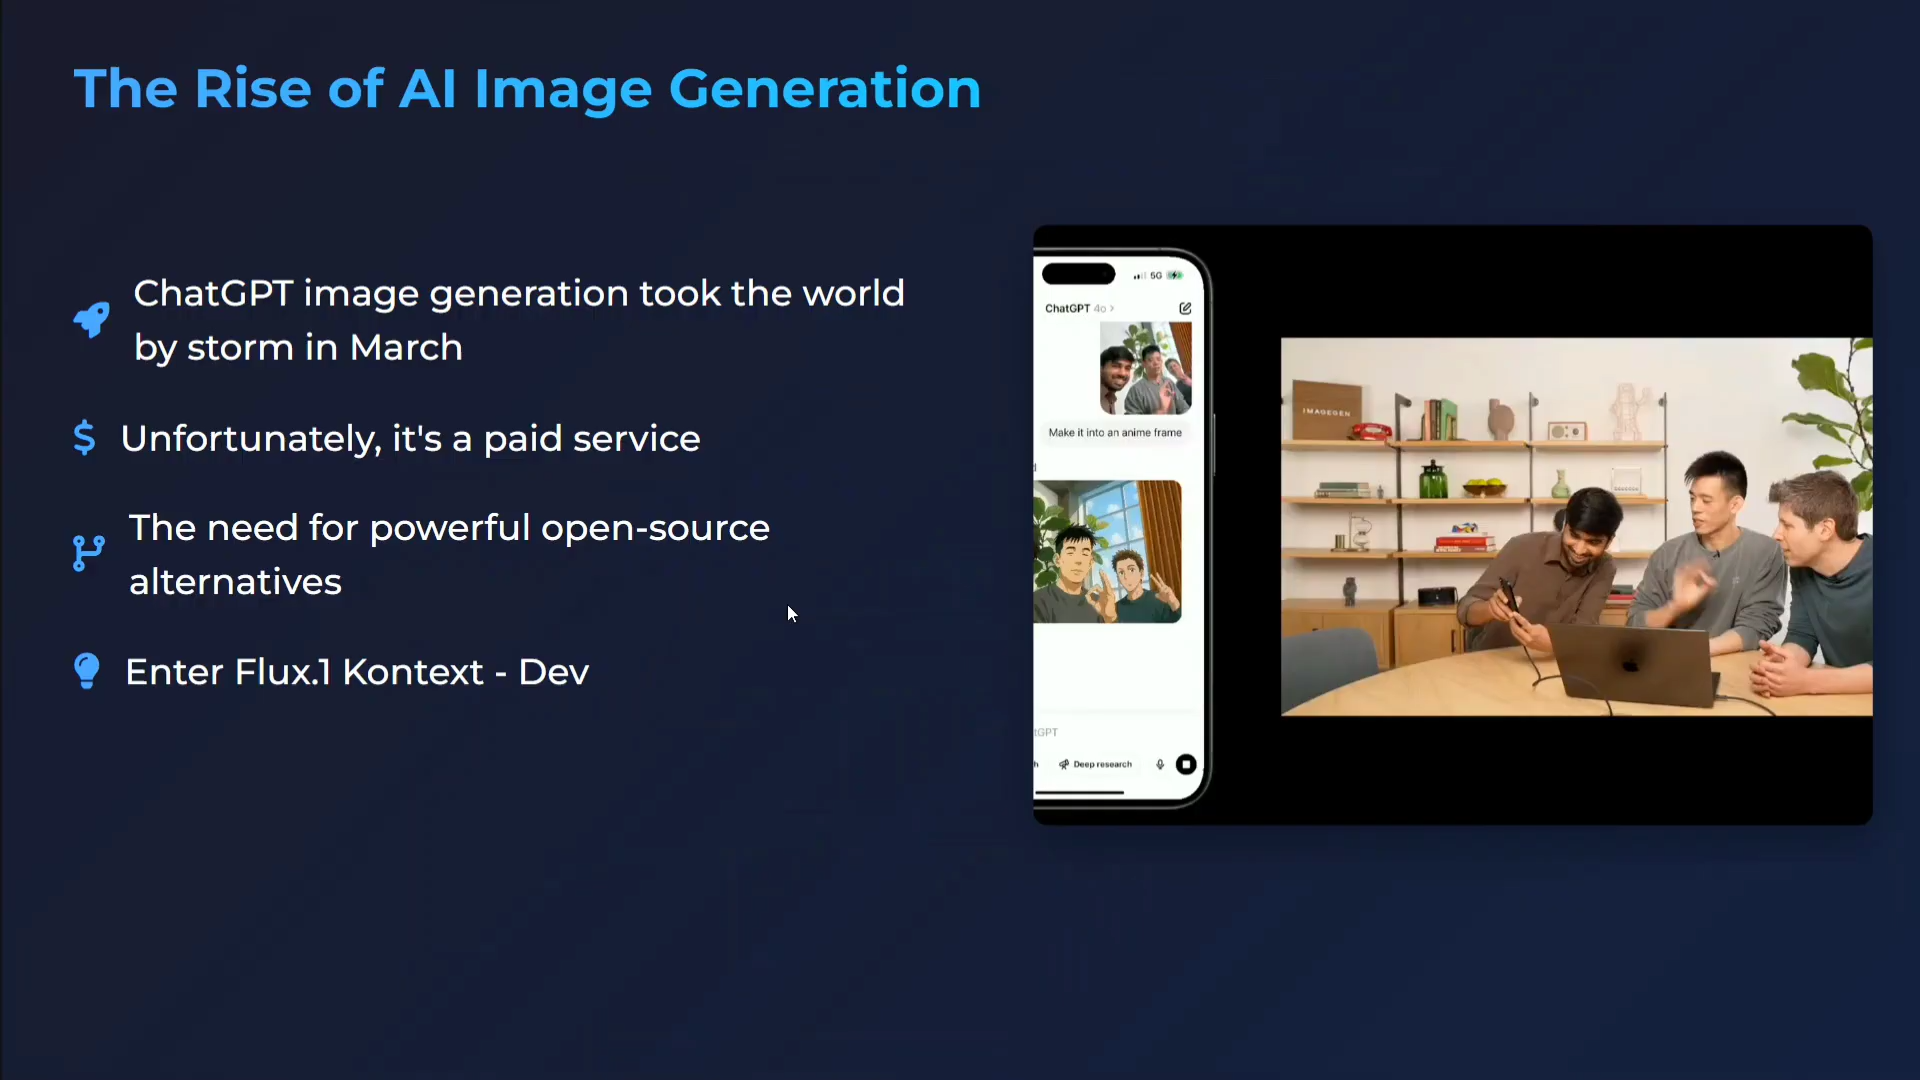 The Rise of AI Image Generation
ChatGPT image generation took the world
by storm in March
Unfortunately, it's a paid service
The need for powerful open-source
alternatives
Enter Flux.1 Kontext - Dev
5G
ChatGPT 4o >
Make it into an anime frame
d
tGPT
h
Deep research
IMAGEGEN